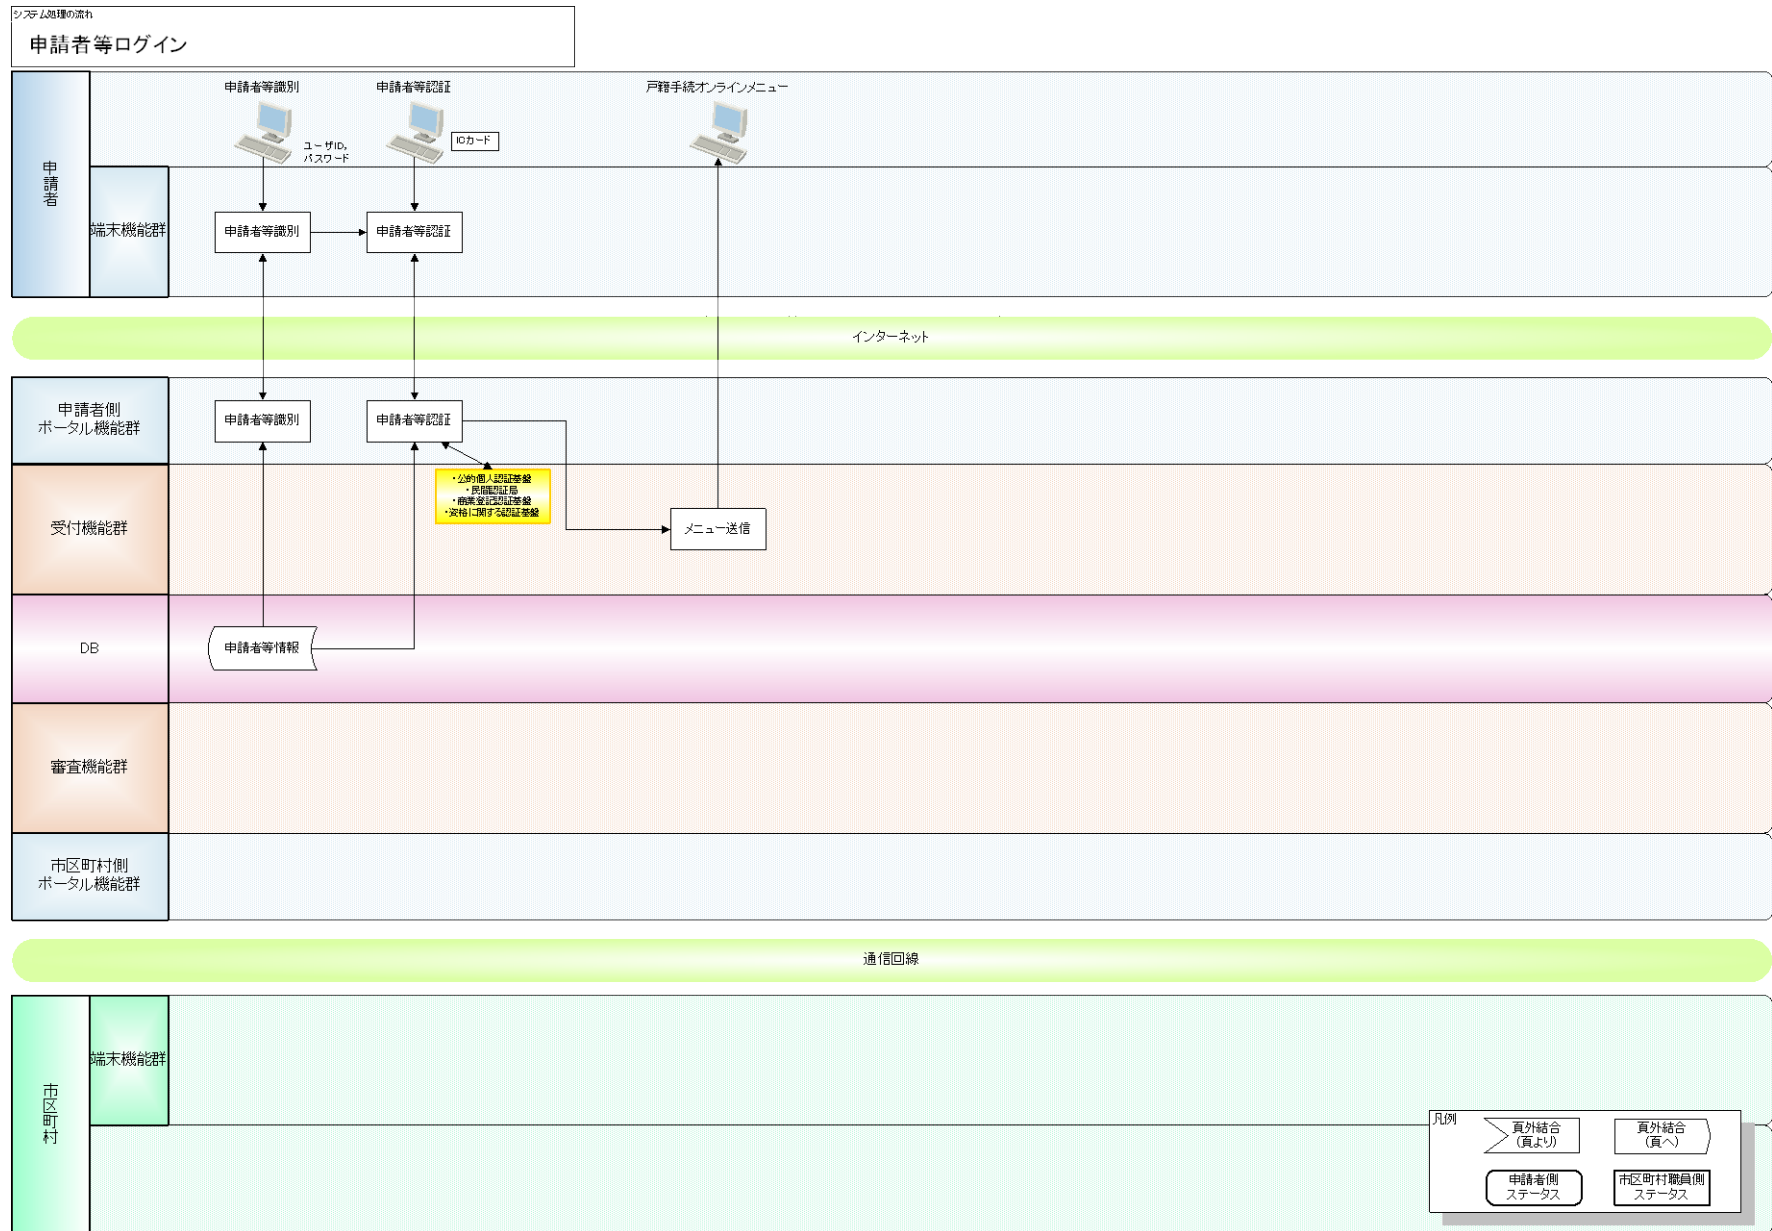 システム処理の流れ
申請者等ログイン
申請者
申請者等識別
申請者等認証
戸籍手続オンラインメニュー
ユーザID，
パスワード
ICカード
端末機能群
申請者等識別
申請者等認証
インターネット
申請者側
ポータル機能群
申請者等識別
申請者等認証
・公的個人認証基盤
・民間認証局
・商業登記認証基盤
・資格に関する認証基盤
受付機能群
メニュー送信
DB
申請者等情報
審査機能群
市区町村側
ポータル機能群
通信回線
市区町村
端末機能群
凡例
頁外結合
(頁より)
頁外結合
(頁へ)
申請者側
ステータス
市区町村職員側
ステータス